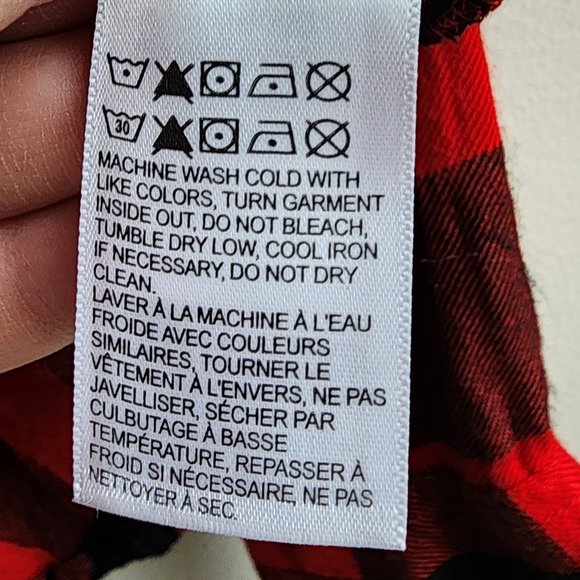 30
MACHINE WASH COLD WITH
LIKE COLORS, TURN GARMENT
INSIDE OUT, DO NOT BLEACH,
TUMBLE DRY LOW, COOL IRON
IF NECESSARY, DO NOT DRY
CLEAN.
LAVER À LA MACHINE À L'EAU
FROIDE AVEC COULEURS
SIMILAIRES, TOURNER LE
VÊTEMENT À L'ENVERS, NE PAS
JAVELLISER, SÉCHER PAR
CULBUTAGE À BASSE
TEMPÉRATURE, REPASSER À
FROID SI NÉCESSAIRE, NE PAS
NETTOYER À SEC.